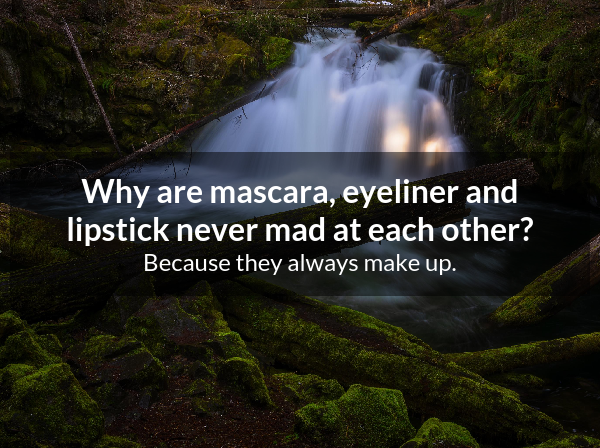 Why are mascara, eyeliner and
lipstick never mad at each other?
Because they always make up.